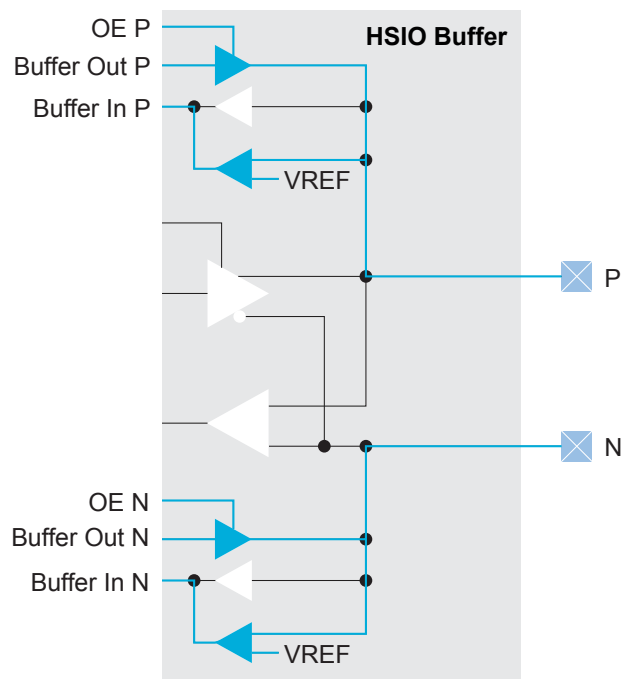 OE P
HSIO Buffer
Buffer Out P
Buffer In P
VREF
P
N
OE N
Buffer Out N
Buffer In N
VREF